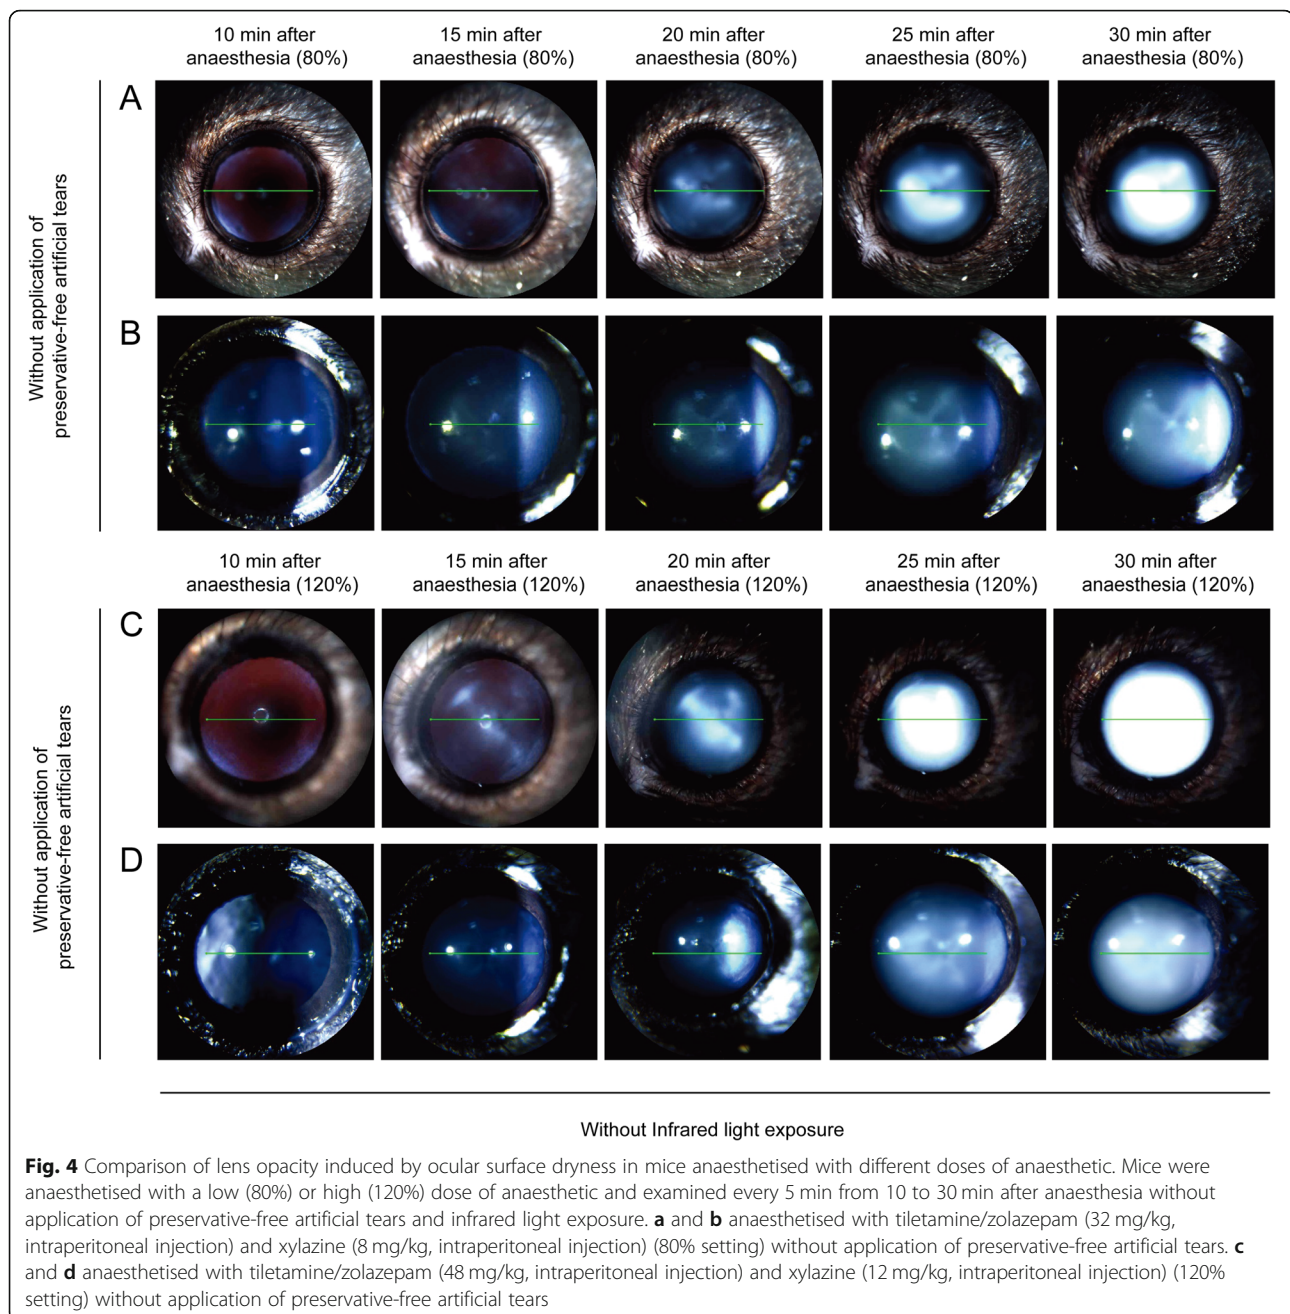 10 min after
anaesthesia (80%)
15 min after
anaesthesia (80%)
20 min after
anaesthesia (80%)
25 min after
anaesthesia (80%)
30 min after
anaesthesia (80%)
Without application of
preservative-free artificial tears
A
B
10 min after
anaesthesia (120%)
15 min after
anaesthesia (120%)
20 min after
anaesthesia (120%)
25 min after
anaesthesia (120%)
30 min after
anaesthesia (120%)
Without application of
preservative-free artificial tears
C
D
Without Infrared light exposure
Fig. 4 Comparison of lens opacity induced by ocular surface dryness in mice anaesthetised with different doses of anaesthetic. Mice were
anaesthetised with a low (80%) or high (120%) dose of anaesthetic and examined every 5 min from 10 to 30 min after anaesthesia without
application of preservative-free artificial tears and infrared light exposure. a and b anaesthetised with tiletamine/zolazepam (32 mg/kg,
intraperitoneal injection) and xylazine (8 mg/kg, intraperitoneal injection) (80% setting) without application of preservative-free artificial tears. c
and d anaesthetised with tiletamine/zolazepam (48 mg/kg, intraperitoneal injection) and xylazine (12 mg/kg, intraperitoneal injection) (120%
setting) without application of preservative-free artificial tears